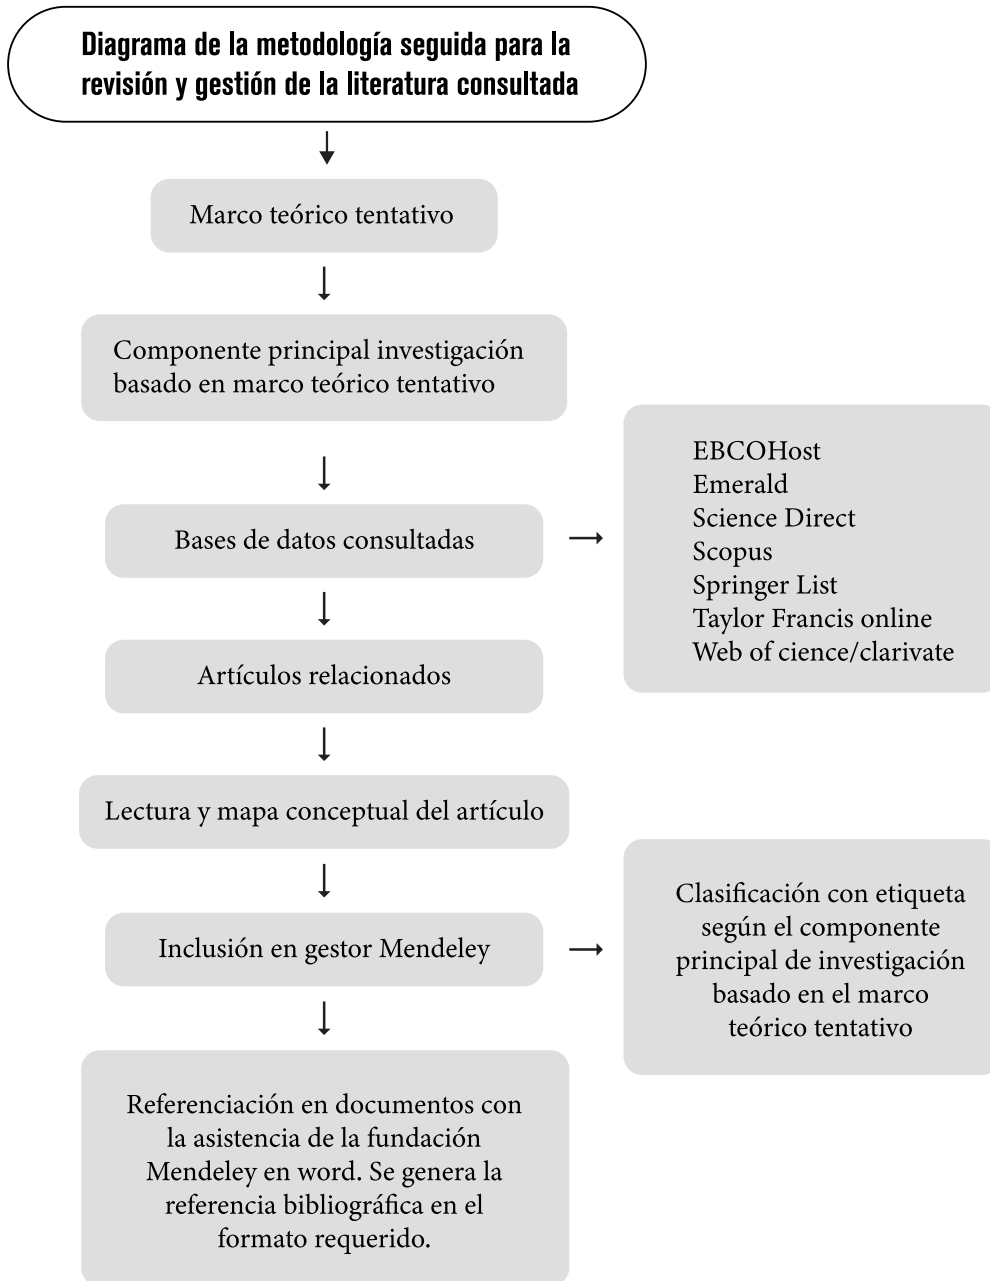 Diagrama de la metodología seguida para la
revisión y gestión de la literatura consultada
Marco teórico tentativo
Componente principal investigación
basado en marco teórico tentativo
Bases de datos consultadas
EBCOHost
Emerald
Science Direct
Scopus
Springer List
Taylor Francis online
Web of cience/clarivate
Artículos relacionados
Lectura y mapa conceptual del artículo
Inclusión en gestor Mendeley
Clasificación con etiqueta
según el componente
principal de investigación
basado en el marco
teórico tentativo
Referenciación en documentos con
la asistencia de la fundación
Mendeley en word. Se genera la
referencia bibliográfica en el
formato requerido.